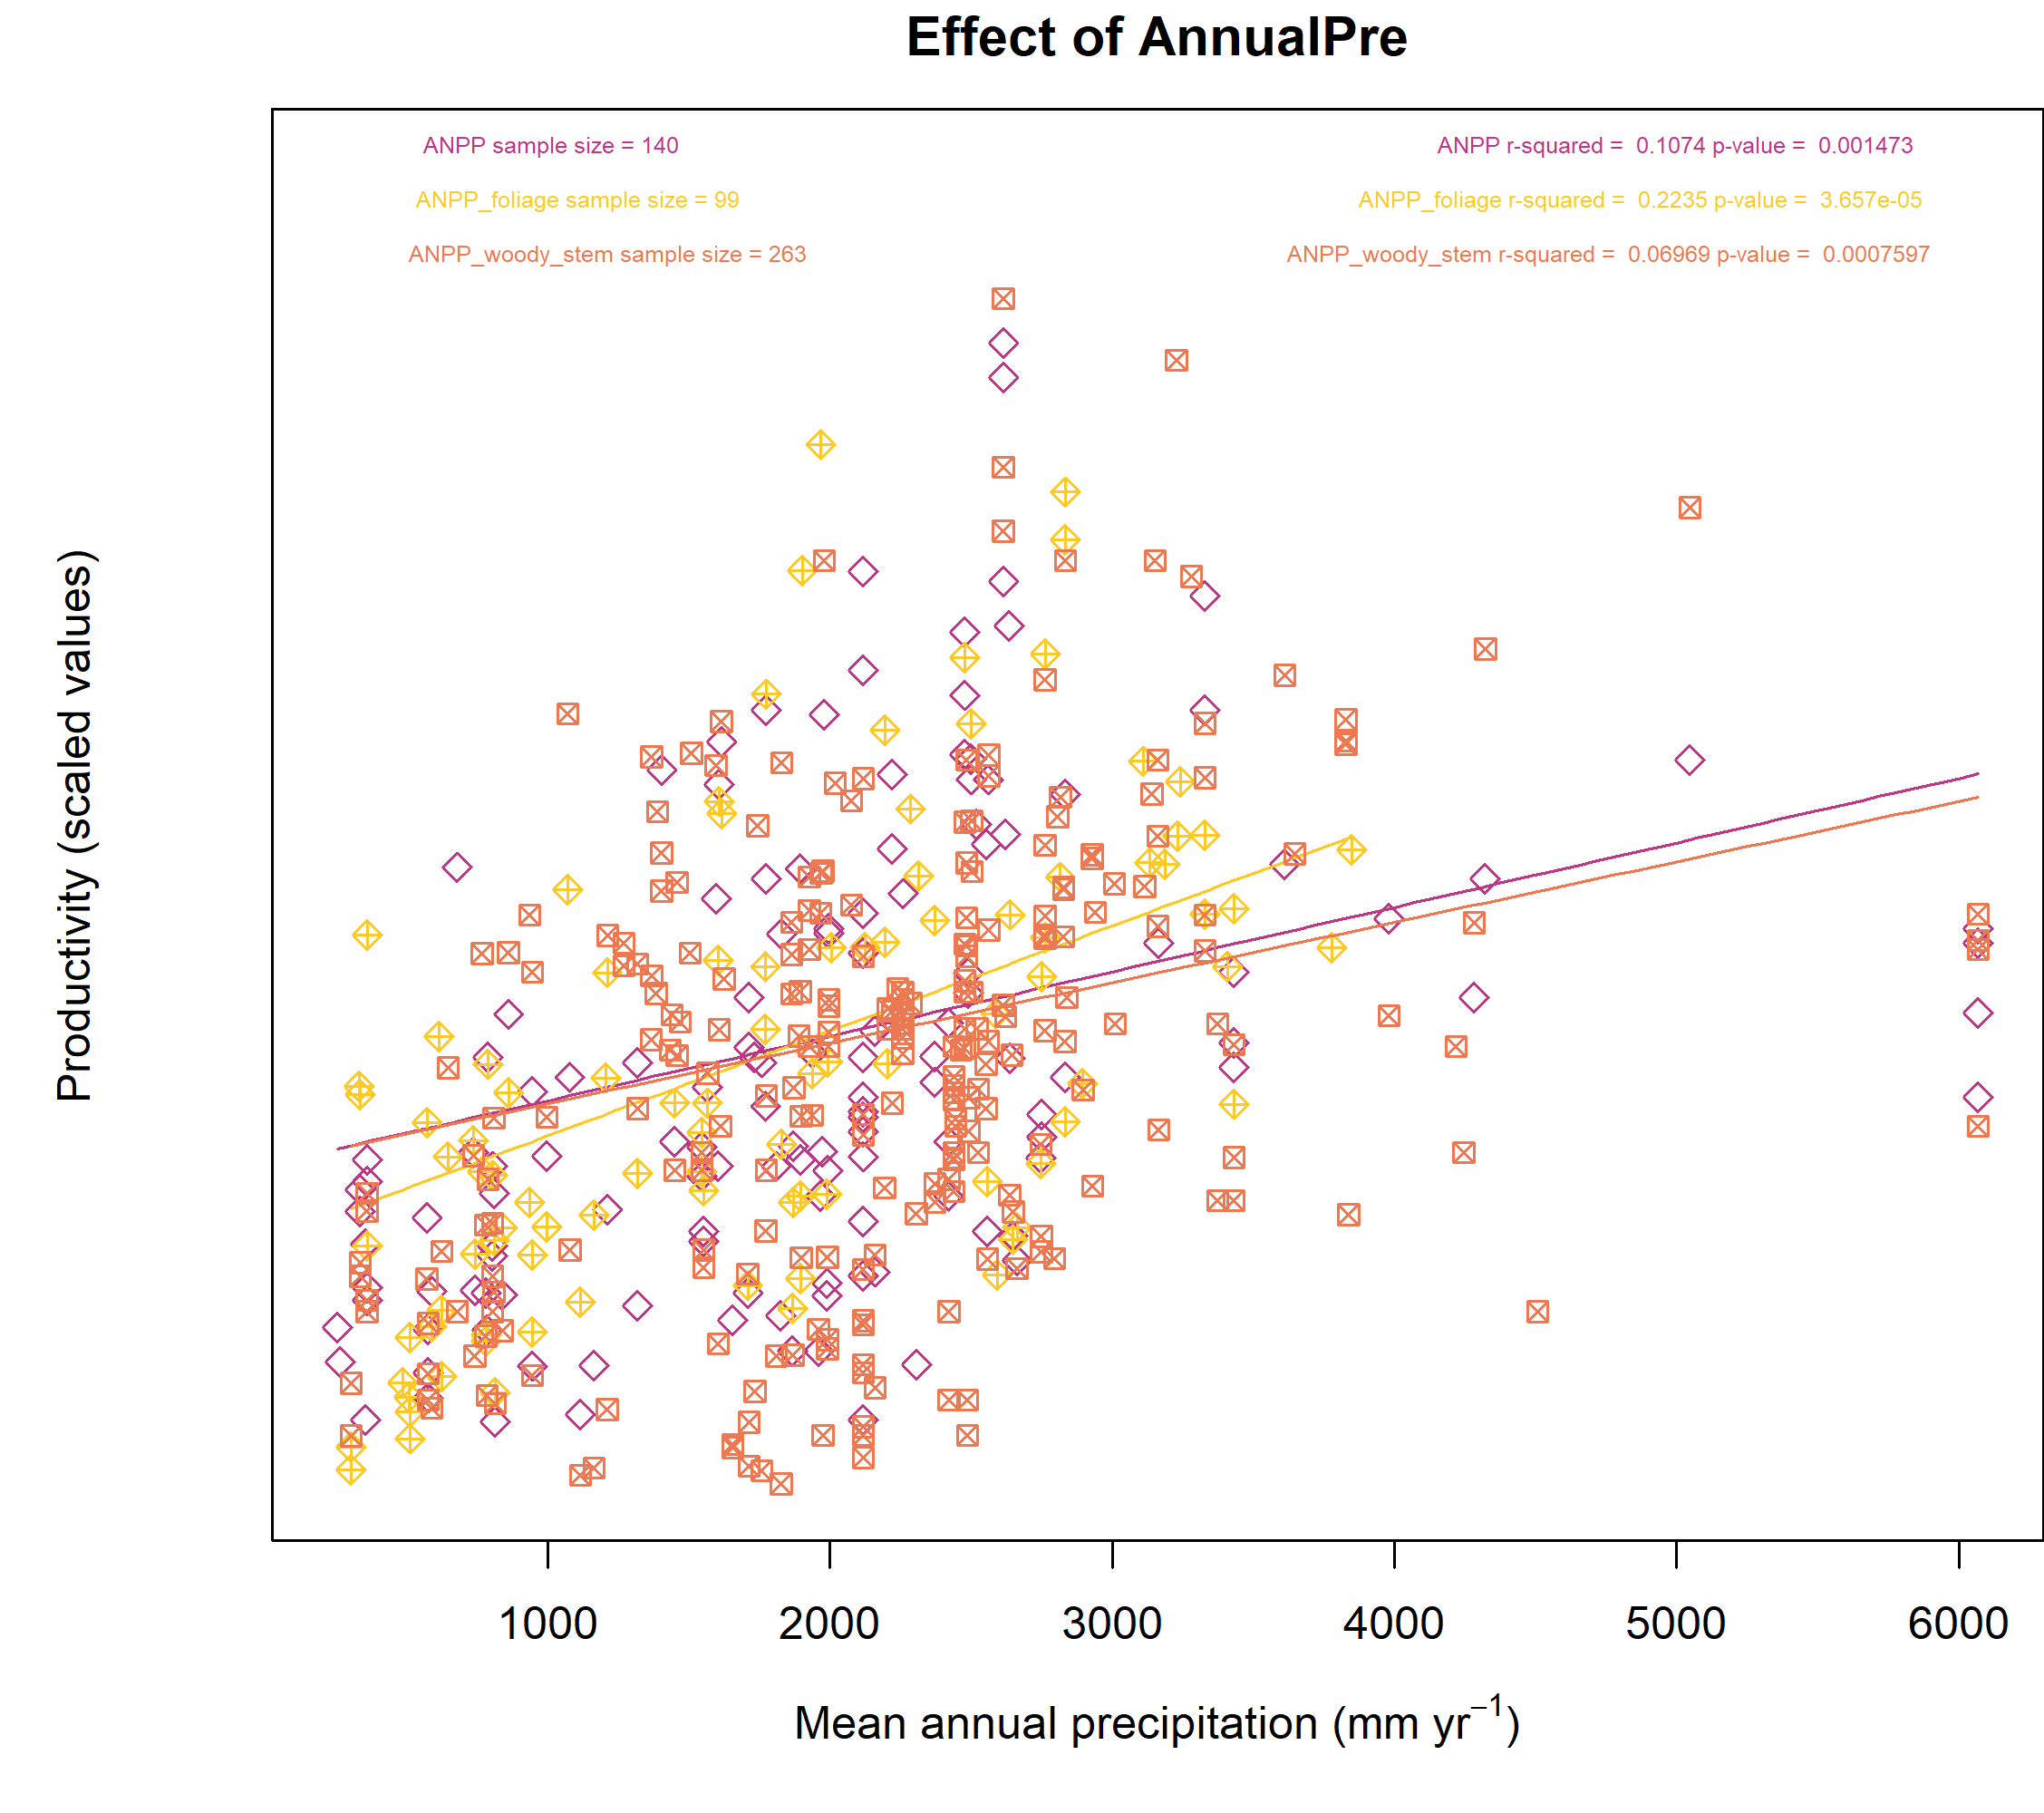 Effect of AnnualPre
ANPP sample size = 140
ANPP r-squared =  0.1074 p-value =  0.001473
ANPP_foliage sample size = 99
ANPP_foliage r-squared =  0.2235 p-value =  3.657e-05
ANPP_woody_stem sample size = 263
ANPP_woody_stem r-squared =  0.06969 p-value =  0.0007597
Productivity (scaled values)
1000 2000 3000 4000 5000 6000
Mean annual precipitation (mm yr⁻¹)